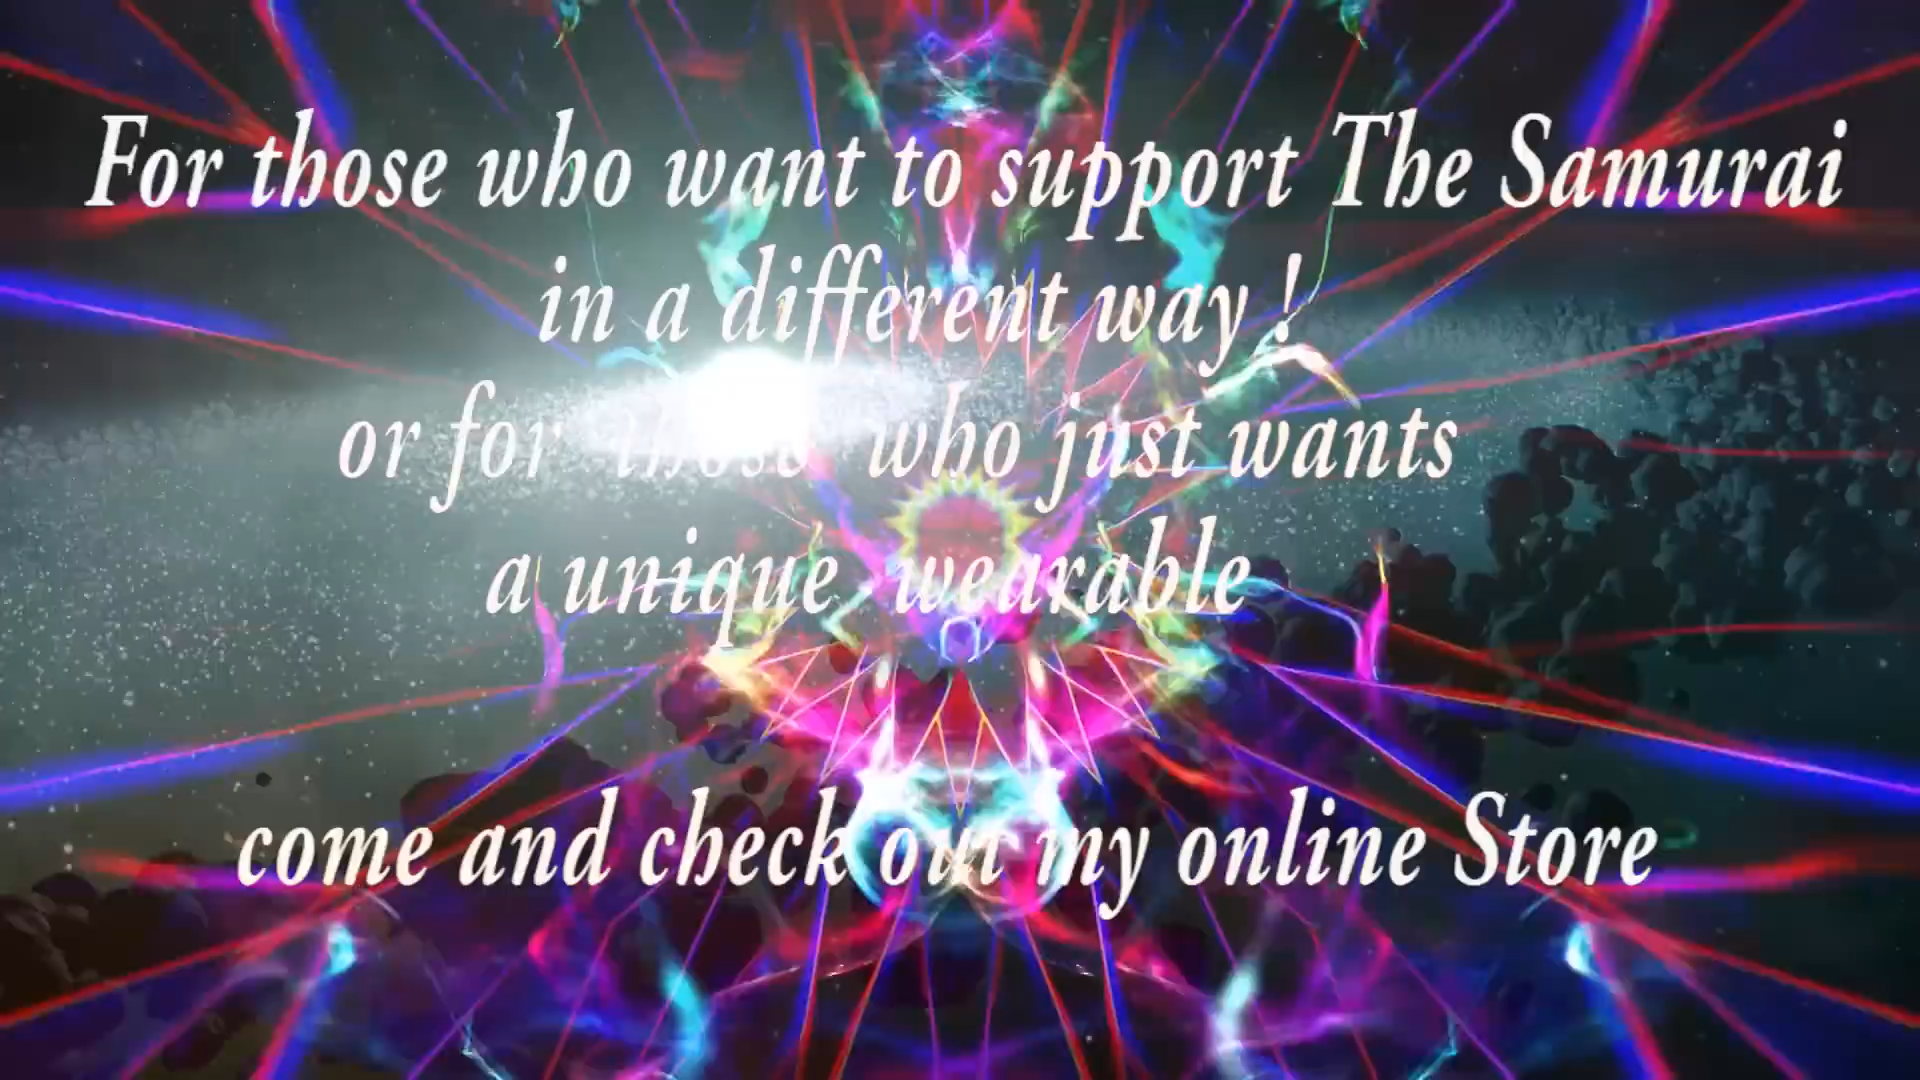 For those who want to support The Samurai
in a different way !
or for those who just wants
a unique wearable
come and check out my online Store